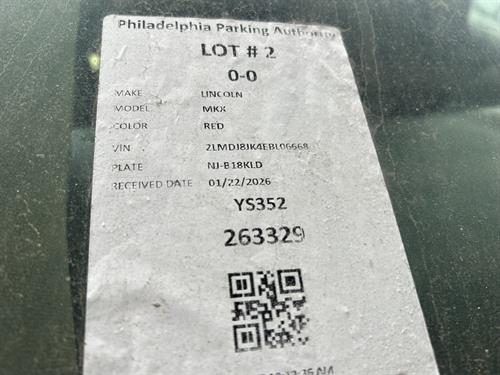 Philadelphia Parking Authority
LOT # 2
0-0
MAKE LINCOLN
MODEL MKX
COLOR RED
VIN 2LMDJ8JK4EBL06668
PLATE NJ-B18KLD
RECEIVED DATE 01/22/2026
YS352
263329